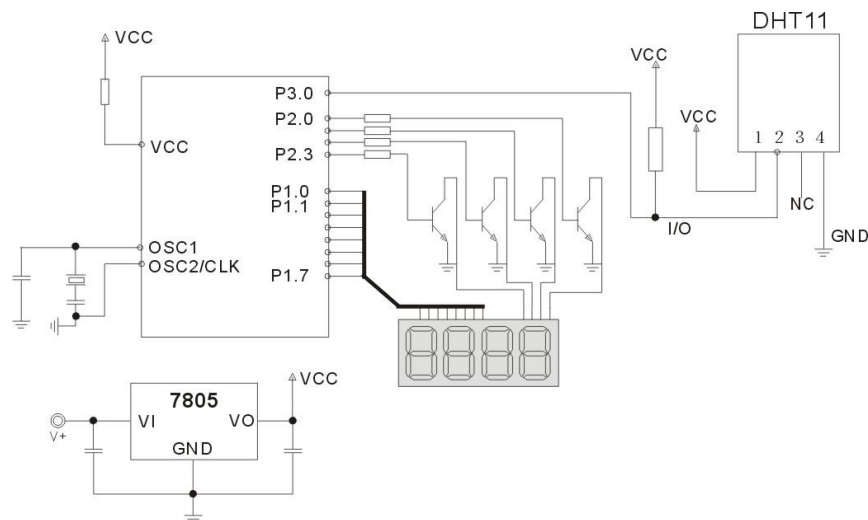 DHT11
VCC
VCC
P3.0
P2.0
VCC
VCC
P2.3
1 2 3 4
P1.0
P1.1
NC
I/O
GND
OSC1
OSC2/CLK
P1.7
VCC
7805
VI
VO
V+
GND